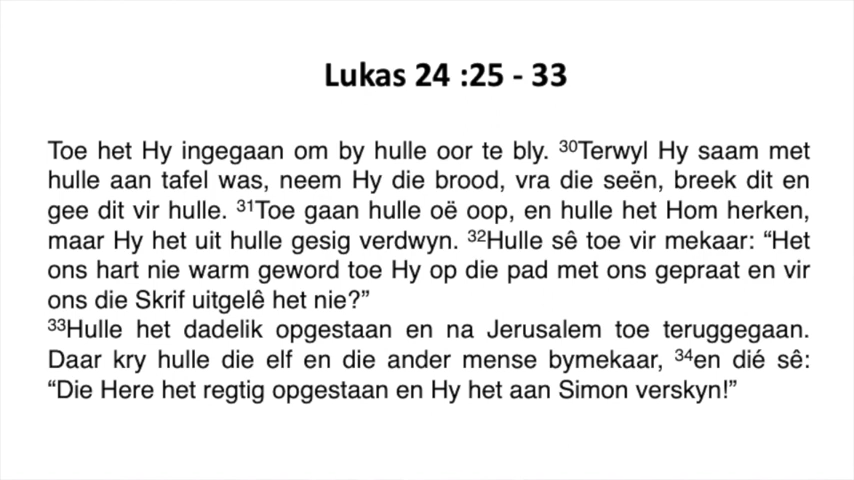 Lukas 24 :25 - 33
Toe het Hy ingegaan om by hulle oor te bly. ³⁰Terwyl Hy saam met
hulle aan tafel was, neem Hy die brood, vra die seën, breek dit en
gee dit vir hulle. ³¹Toe gaan hulle oë oop, en hulle het Hom herken,
maar Hy het uit hulle gesig verdwyn. ³²Hulle sê toe vir mekaar: “Het
ons hart nie warm geword toe Hy op die pad met ons gepraat en vir
ons die Skrif uitgelê het nie?”
³³Hulle het dadelik opgestaan en na Jerusalem toe teruggegaan.
Daar kry hulle die elf en die ander mense bymekaar, ³⁴en dié sê:
“Die Here het regtig opgestaan en Hy het aan Simon verskyn!”